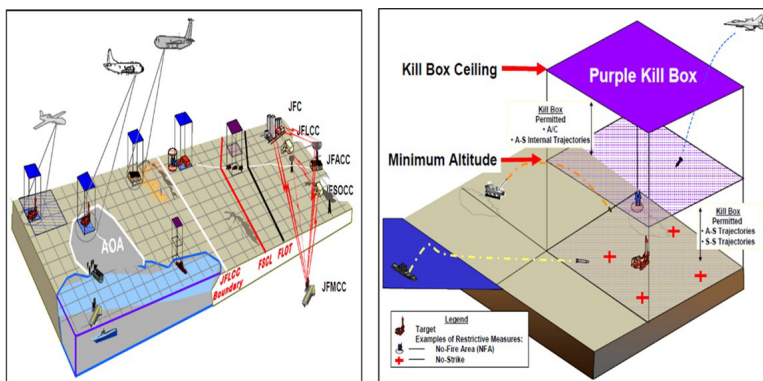 JFC
JFLCC
JFACC
JFSOCC
AOA
JFLCC
Boundary
FSCL
FLOT
JFMCC
Kill Box Ceiling
Purple Kill Box
Kill Box
Permitted
• A/C
• A-S Internal Trajectories
Minimum Altitude
Kill Box
Permitted
• A-S Trajectories
• S-S Trajectories
Legend
Target
Examples of Restrictive Measures:
No-Fire Area (NFA)
No-Strike